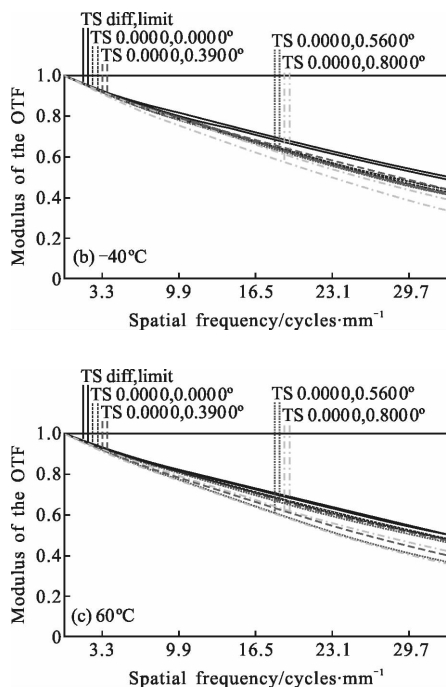 TS diff,limit
TS 0.0000,0.0000º TS 0.0000,0.5600º
TS 0.0000,0.3900º TS 0.0000,0.8000º
1.0
0.8
0.6
0.4
0.2
0
Modulus of the OTF
(b) −40℃
3.3 9.9 16.5 23.1 29.7
Spatial frequency/cycles·mm⁻¹
TS diff,limit
TS 0.0000,0.0000º TS 0.0000,0.5600º
TS 0.0000,0.3900º TS 0.0000,0.8000º
1.0
0.8
0.6
0.4
0.2
0
Modulus of the OTF
(c) 60℃
3.3 9.9 16.5 23.1 29.7
Spatial frequency/cycles·mm⁻¹